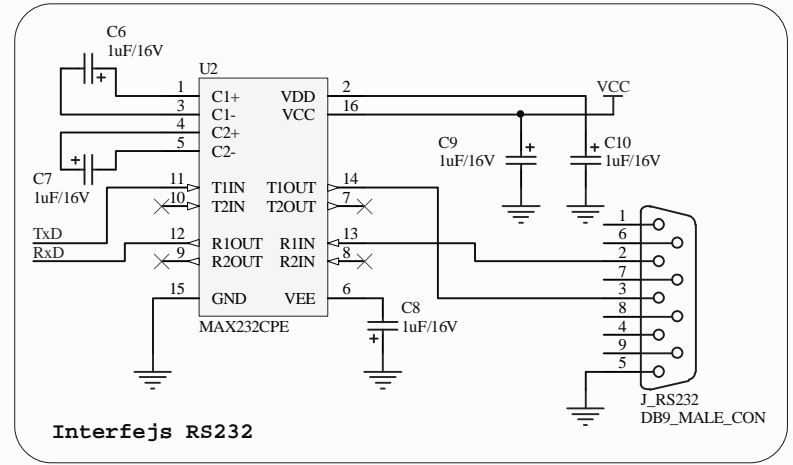 C6
1uF/16V
U2
1 C1+ VDD 2
3 C1- VCC 16
4 C2+
5 C2-
VCC
C9
1uF/16V
C10
1uF/16V
C7
1uF/16V
11 T1IN T1OUT 14
10 T2IN T2OUT 7
TxD
12 R1OUT R1IN 13
RxD
9 R2OUT R2IN 8
15 GND VEE 6
MAX232CPE
C8
1uF/16V
1
6
2
7
3
8
4
9
5
J_RS232
DB9_MALE_CON
Interfejs RS232